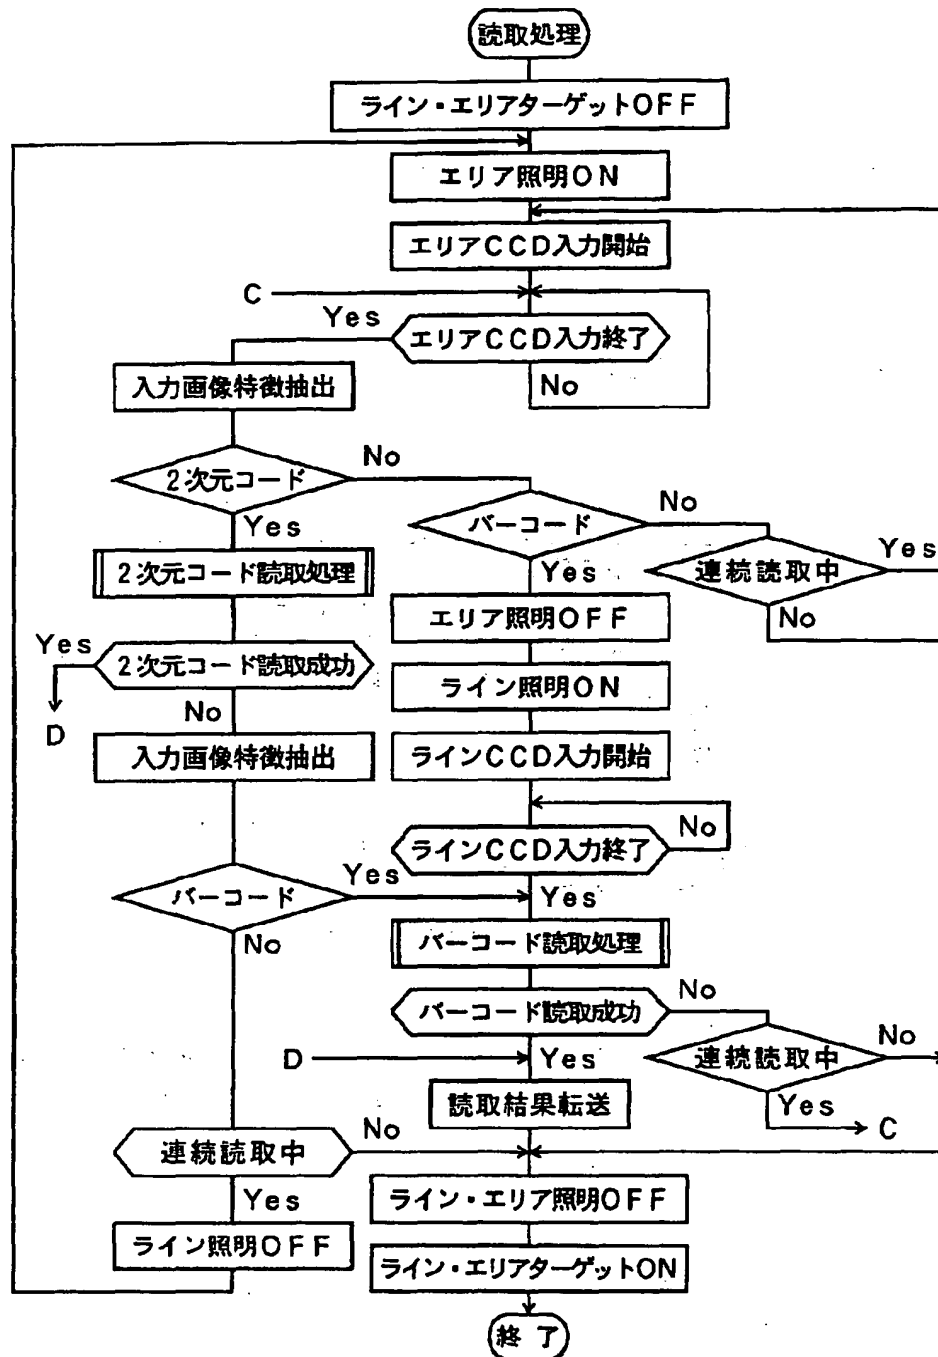 読取処理
ライン・エリアターゲットOFF
エリア照明ON
エリアCCD入力開始
C
Yes
エリアCCD入力終了
No
入力画像特徴抽出
2次元コード
No
Yes
バーコード
No
Yes
連続読取中
Yes
No
2次元コード読取処理
エリア照明OFF
Yes
2次元コード読取成功
D
No
ライン照明ON
入力画像特徴抽出
ラインCCD入力開始
ラインCCD入力終了
No
Yes
バーコード
Yes
No
バーコード読取処理
バーコード読取成功
No
D
Yes
連続読取中
No
Yes
C
読取結果転送
連続読取中
No
Yes
ライン・エリア照明OFF
ライン照明OFF
ライン・エリアターゲットON
終了